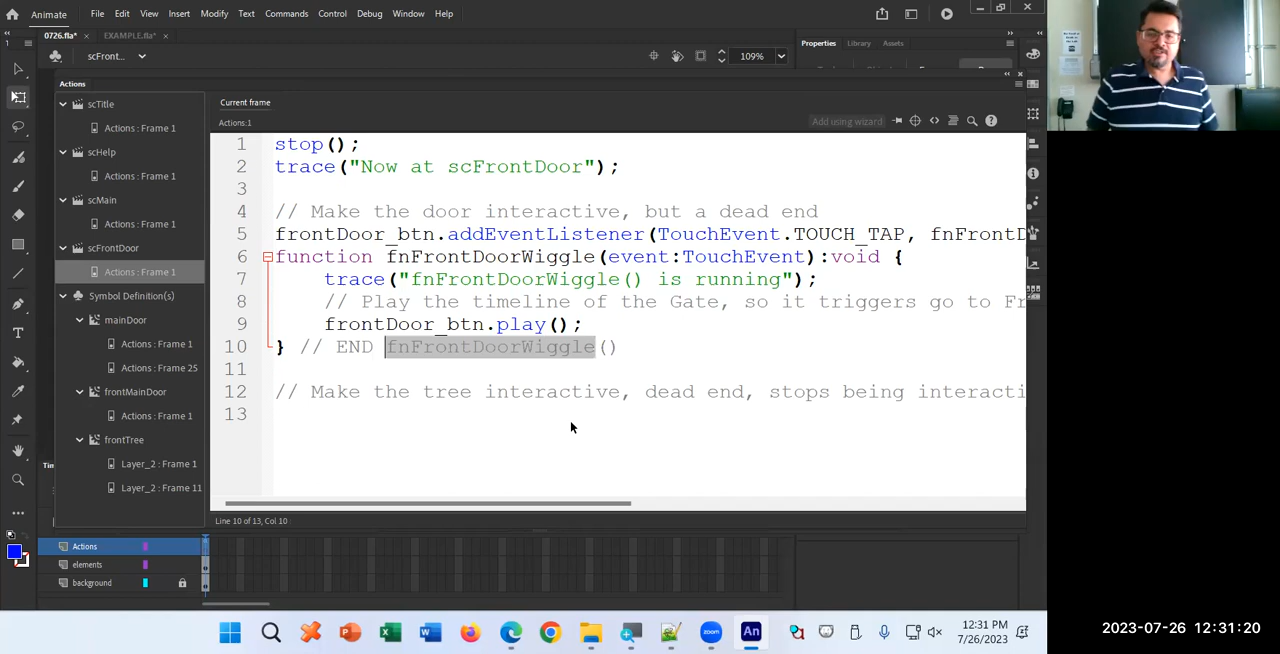 Animate File Edit View Insert Modify Text Commands Control Debug Window Help
0726.fla* × EXAMPLE.fla* ×
scFront... 109%
Properties Library Assets
Actions
scTitle
Actions : Frame 1
scHelp
Actions : Frame 1
scMain
Actions : Frame 1
scFrontDoor
Actions : Frame 1
Symbol Definition(s)
mainDoor
Actions : Frame 1
Actions : Frame 25
frontMainDoor
Actions : Frame 1
frontTree
Layer_2 : Frame 1
Layer_2 : Frame 11
Current frame
Actions:1
Add using wizard
1 stop();
2 trace("Now at scFrontDoor");
3
4 // Make the door interactive, but a dead end
5 frontDoor_btn.addEventListener(TouchEvent.TOUCH_TAP, fnFrontD
6 function fnFrontDoorWiggle(event:TouchEvent):void {
7 trace("fnFrontDoorWiggle() is running");
8 // Play the timeline of the Gate, so it triggers go to Fr
9 frontDoor_btn.play();
10 } // END fnFrontDoorWiggle()
11
12 // Make the tree interactive, dead end, stops being interacti
13
Line 10 of 13, Col 10
Actions
elements
background
12:31 PM
7/26/2023
2023-07-26 12:31:20